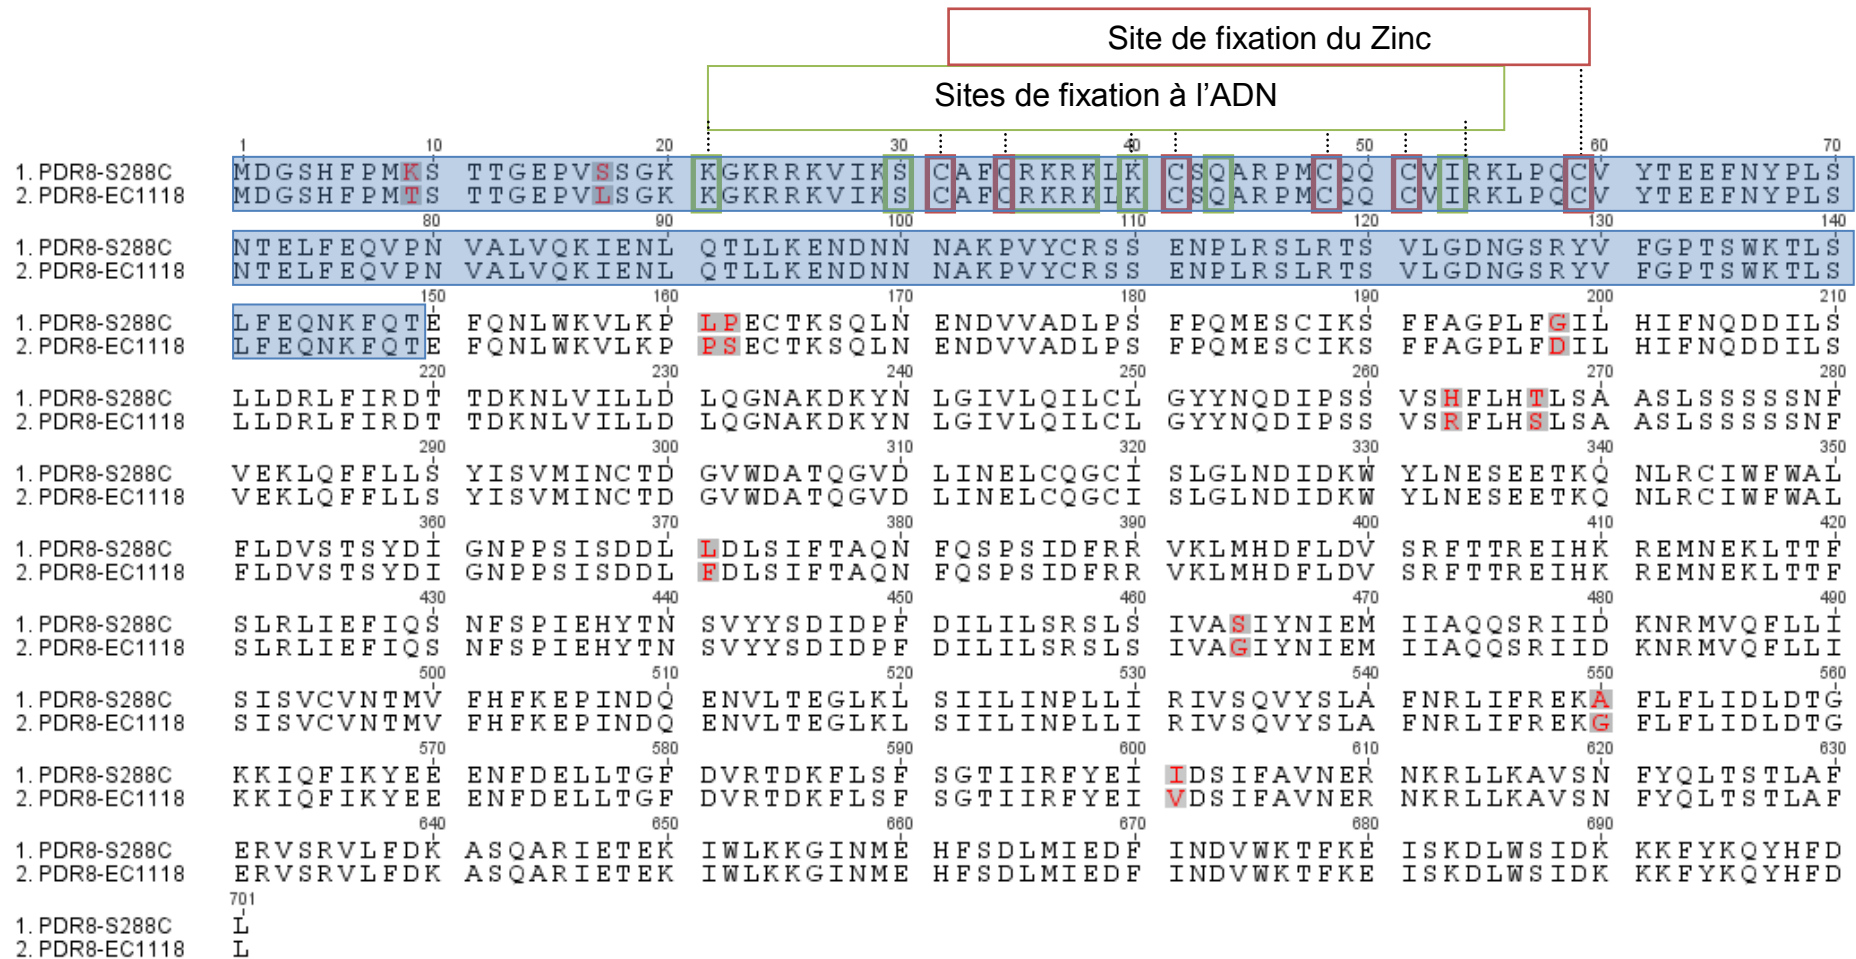 Site de fixation du Zinc
Sites de fixation à l’ADN
1 10 20 30 40 50 60 70
1. PDR8-S288C MDGSHFPMKS TTGEPVSSGK KGKRRKVIKS CAFCRKRKLK CSQARPMCQQ CVIRKLPQCV YTEEFNYPLS
2. PDR8-EC1118 MDGSHFPMTS TTGEPVLSGK KGKRRKVIKS CAFCRKRKLK CSQARPMCQQ CVIRKLPQCV YTEEFNYPLS
80 90 100 110 120 130 140
1. PDR8-S288C NTELFEQVPN VALVQKIENL QTLLKENDNN NAKPVYCRSS ENPLRSLRTS VLGDNGSRYV FGPTSWKTLS
2. PDR8-EC1118 NTELFEQVPN VALVQKIENL QTLLKENDNN NAKPVYCRSS ENPLRSLRTS VLGDNGSRYV FGPTSWKTLS
150 160 170 180 190 200 210
1. PDR8-S288C LFEQNKFQTE FQNLWKVLKP LPECTKSQLN ENDVVADLPS FPQMESCIKS FFAGPLFGIL HIFNQDDILS
2. PDR8-EC1118 LFEQNKFQTE FQNLWKVLKP PSECTKSQLN ENDVVADLPS FPQMESCIKS FFAGPLFDIL HIFNQDDILS
220 230 240 250 260 270 280
1. PDR8-S288C LLDRLFIRDT TDKNLVILLD LQGNAKDKYN LGIVLQILCL GYYNQDIPSS VSHFLHTLSA ASLSSSSSNF
2. PDR8-EC1118 LLDRLFIRDT TDKNLVILLD LQGNAKDKYN LGIVLQILCL GYYNQDIPSS VSRFLHSLSA ASLSSSSSNF
290 300 310 320 330 340 350
1. PDR8-S288C VEKLQFFLLS YISVMINCTD GVWDATQGVD LINELCQGCI SLGLNDIDKW YLNESEETKQ NLRCIWFWAL
2. PDR8-EC1118 VEKLQFFLLS YISVMINCTD GVWDATQGVD LINELCQGCI SLGLNDIDKW YLNESEETKQ NLRCIWFWAL
360 370 380 390 400 410 420
1. PDR8-S288C FLDVSTSYDI GNPPSISDDL LDLSIFTAQN FQSPSIDFRR VKLMHDFLDV SRFTTREIHK REMNEKLTTF
2. PDR8-EC1118 FLDVSTSYDI GNPPSISDDL FDLSIFTAQN FQSPSIDFRR VKLMHDFLDV SRFTTREIHK REMNEKLTTF
430 440 450 460 470 480 490
1. PDR8-S288C SLRLIEFIQS NFSPIEHYTN SVYYSDIDPF DILILSRSLS IVASIYNIEM IIAQQSRIID KNRMVQFLLI
2. PDR8-EC1118 SLRLIEFIQS NFSPIEHYTN SVYYSDIDPF DILILSRSLS IVAGIYNIEM IIAQQSRIID KNRMVQFLLI
500 510 520 530 540 550 560
1. PDR8-S288C SISVCVNTMV FHFKEPINDQ ENVLTEGLKL SIILINPLLI RIVSQVYSLA FNRLIFREKA FLFLIDLDTG
2. PDR8-EC1118 SISVCVNTMV FHFKEPINDQ ENVLTEGLKL SIILINPLLI RIVSQVYSLA FNRLIFREKG FLFLIDLDTG
570 580 590 600 610 620 630
1. PDR8-S288C KKIQFIKYEE ENFDELLTGF DVRTDKFLSF SGTIIRFYEI IDSIFAVNER NKRLLKAVSN FYQLTSTLAF
2. PDR8-EC1118 KKIQFIKYEE ENFDELLTGF DVRTDKFLSF SGTIIRFYEI VDSIFAVNER NKRLLKAVSN FYQLTSTLAF
640 650 660 670 680 690
1. PDR8-S288C ERVSRVLFDK ASQARIETEK IWLKKGINME HFSDLMIEDF INDVWKTFKE ISKDLWSIDK KKFYKQYHFD
2. PDR8-EC1118 ERVSRVLFDK ASQARIETEK IWLKKGINME HFSDLMIEDF INDVWKTFKE ISKDLWSIDK KKFYKQYHFD
701
1. PDR8-S288C L
2. PDR8-EC1118 L